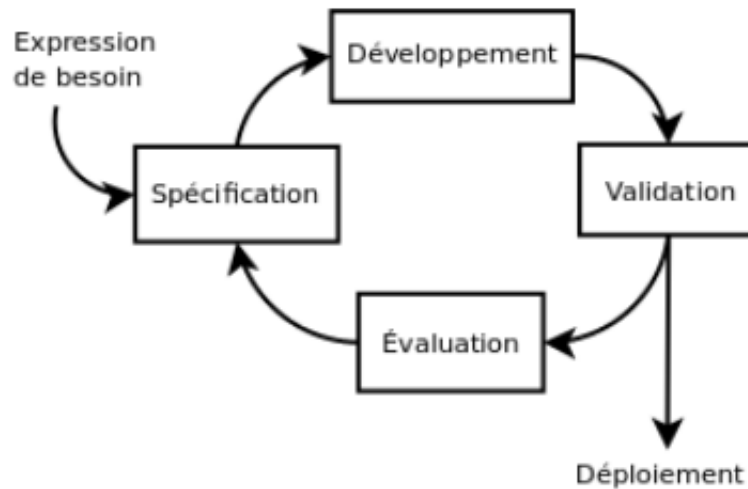 Expression
de besoin
Développement
Spécification
Validation
Évaluation
Déploiement